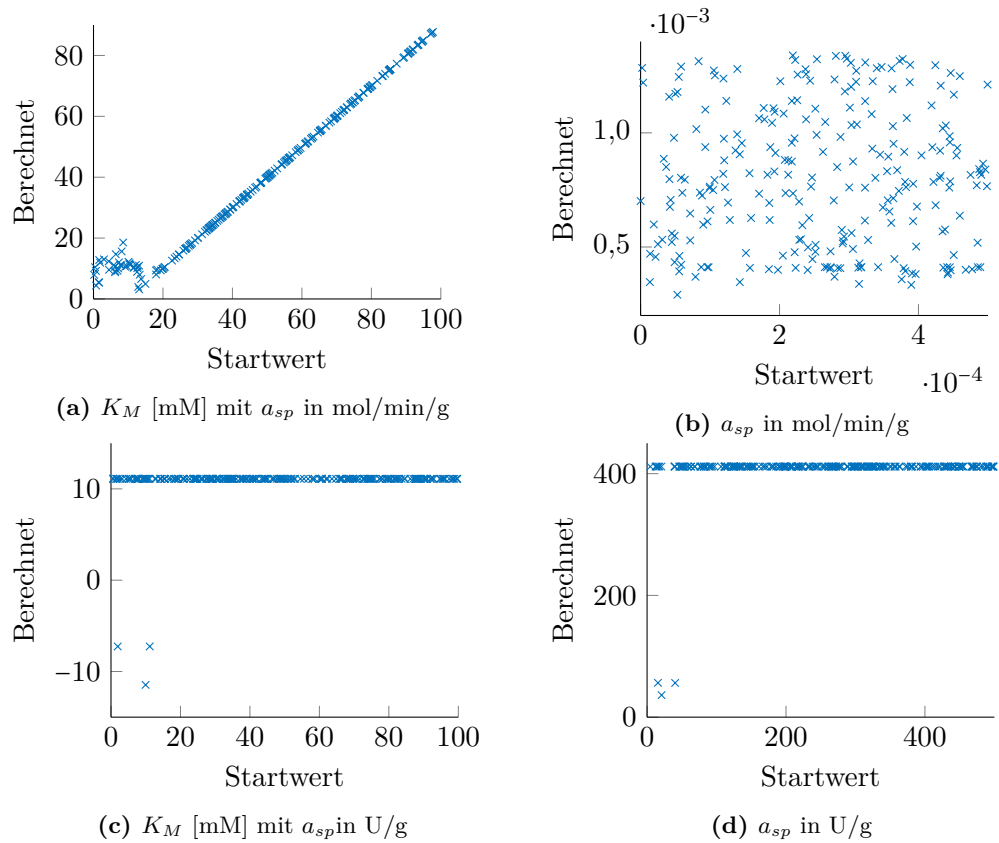 80
60
40
20
0
0
20
40
60
80
100
Berechnet
Startwert
(a) K_M [mM] mit a_sp in mol/min/g
·10⁻³
1,0
0,5
0
2
4
·10⁻⁴
Berechnet
Startwert
(b) a_sp in mol/min/g
10
0
−10
0
20
40
60
80
100
Berechnet
Startwert
(c) K_M [mM] mit a_sp in U/g
400
200
0
0
200
400
Berechnet
Startwert
(d) a_sp in U/g